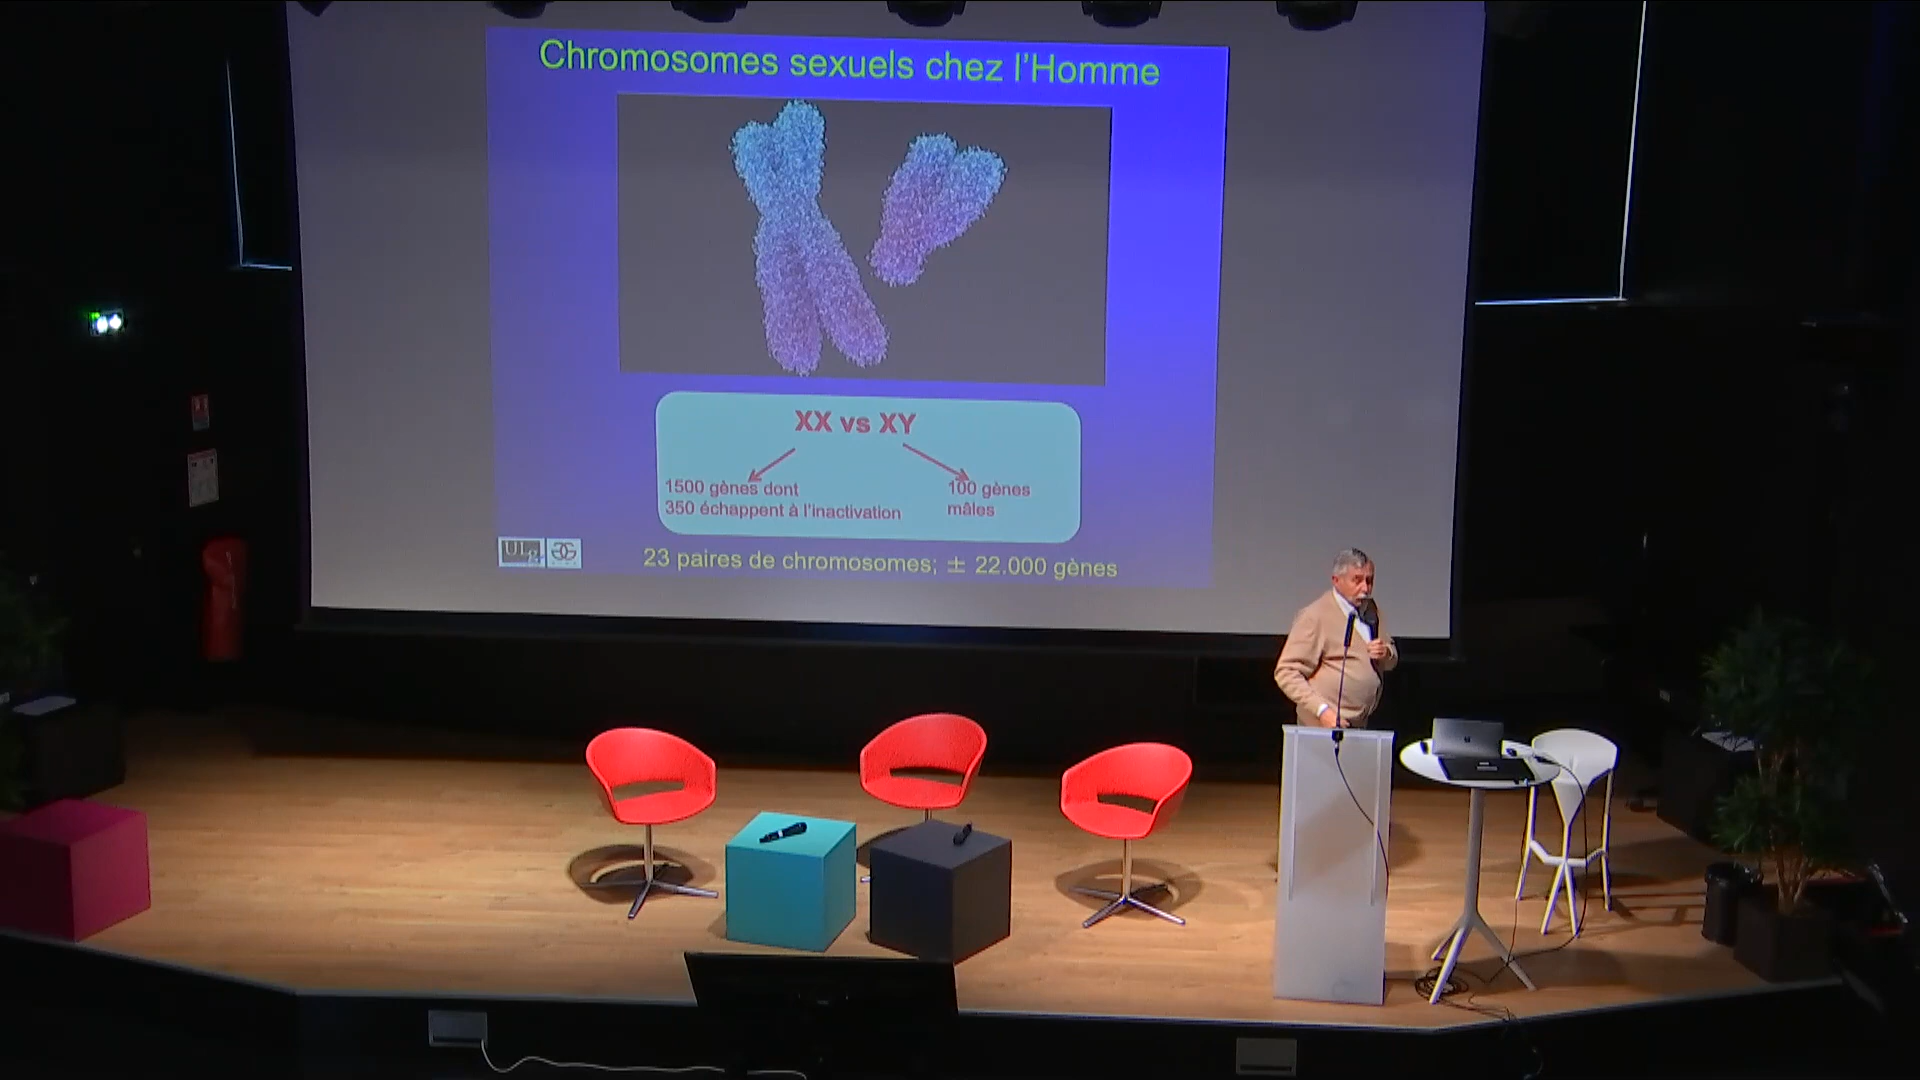 Chromosomes sexuels chez l'Homme
XX vs XY
1500 gènes dont
350 échappent à l'inactivation
100 gènes
mâles
ULg
23 paires de chromosomes; ± 22.000 gènes